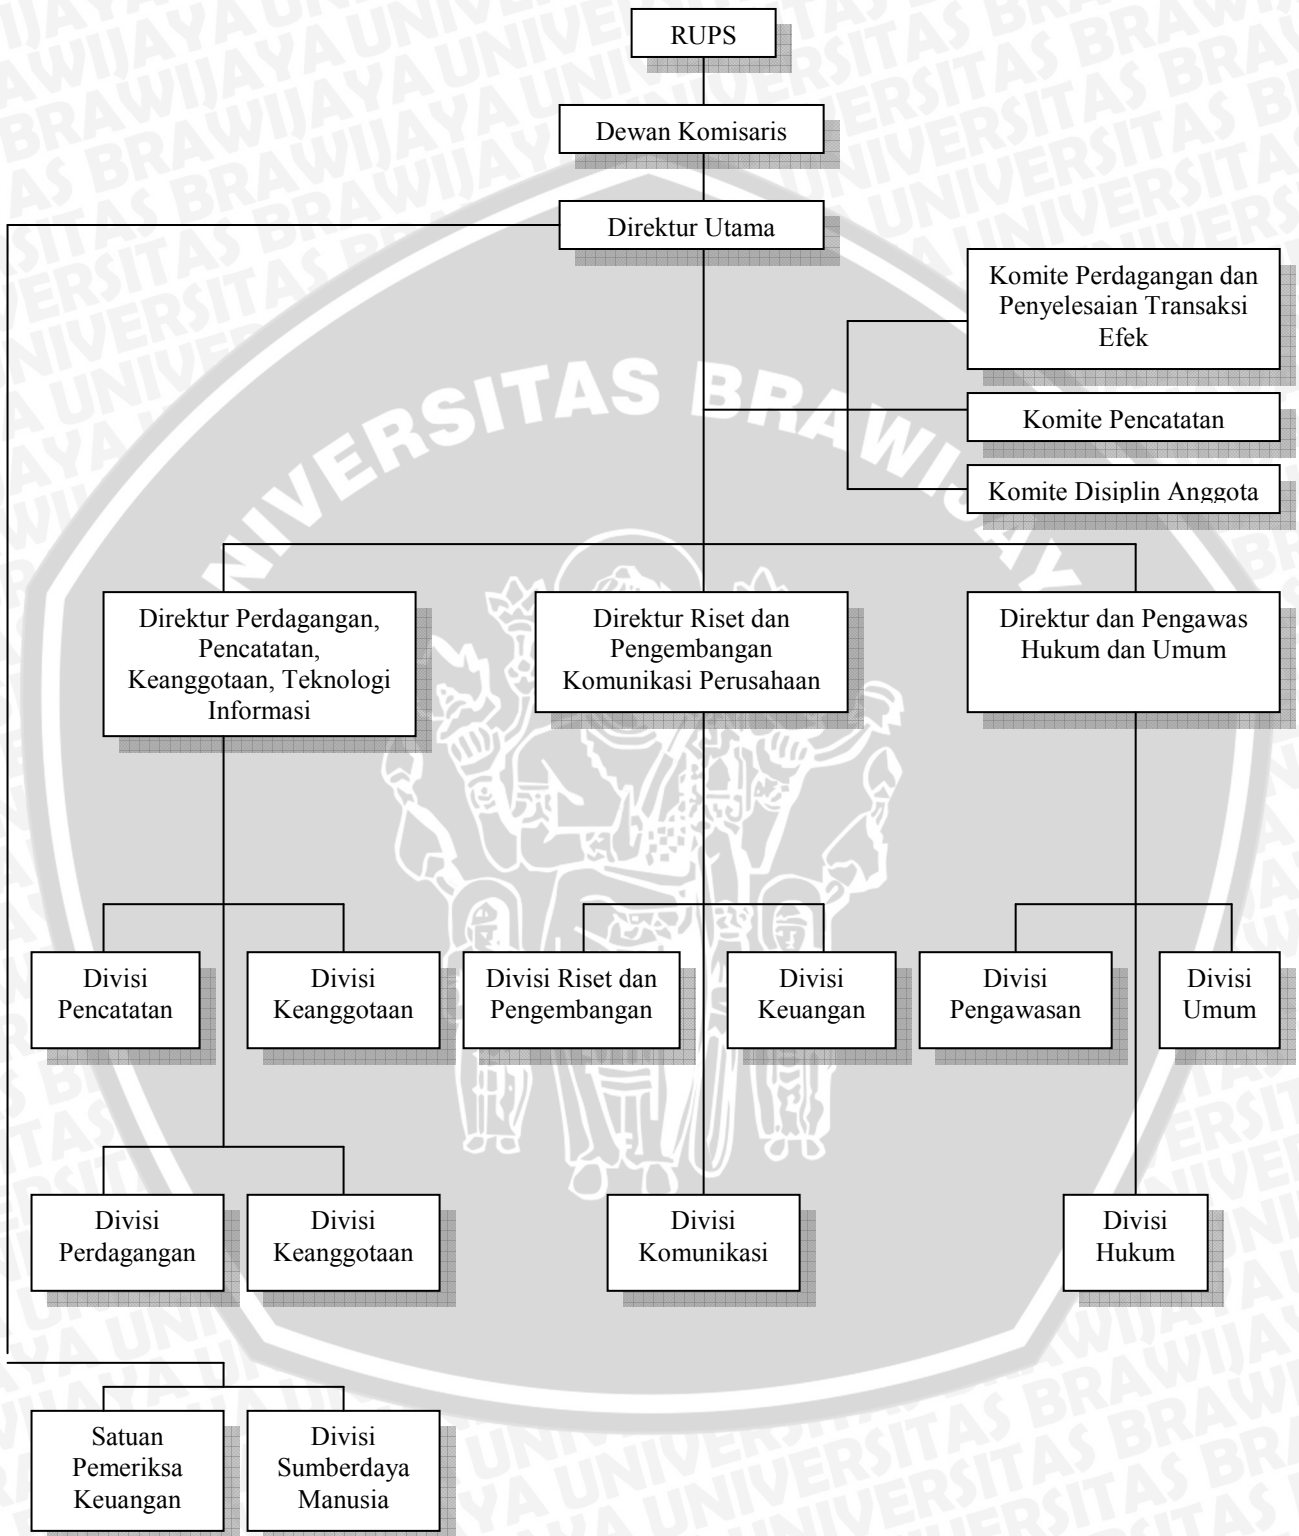 RUPS
Dewan Komisaris
Direktur Utama
Komite Perdagangan dan
Penyelesaian Transaksi
Efek
Komite Pencatatan
Komite Disiplin Anggota
UNIVERSITAS BRAWIJAYA
Direktur Perdagangan,
Pencatatan,
Keanggotaan, Teknologi
Informasi
Direktur Riset dan
Pengembangan
Komunikasi Perusahaan
Direktur dan Pengawas
Hukum dan Umum
Divisi
Pencatatan
Divisi
Keanggotaan
Divisi Riset dan
Pengembangan
Divisi
Keuangan
Divisi
Pengawasan
Divisi
Umum
Divisi
Perdagangan
Divisi
Keanggotaan
Divisi
Komunikasi
Divisi
Hukum
Satuan
Pemeriksa
Keuangan
Divisi
Sumberdaya
Manusia